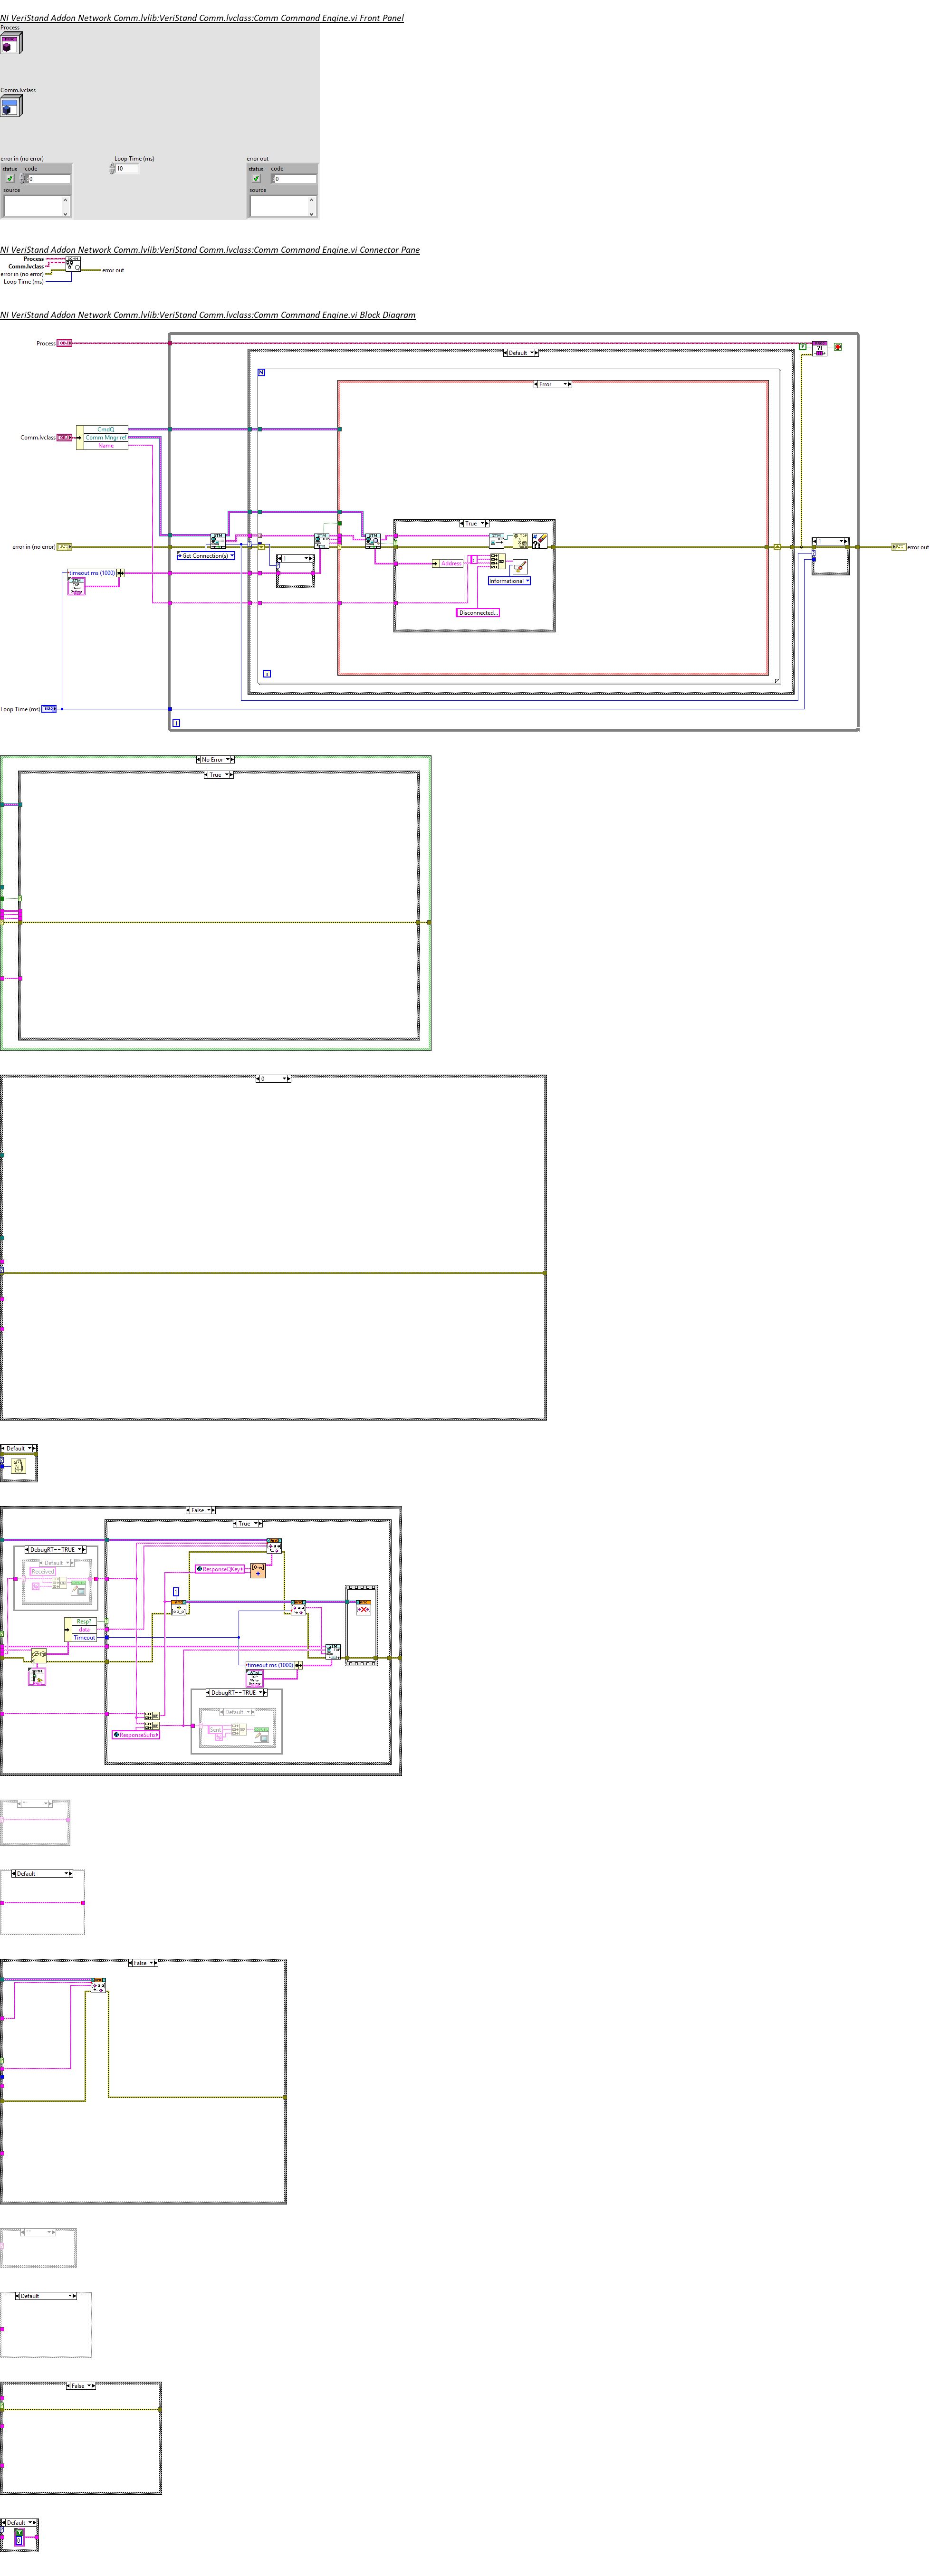 NI VeriStand Addon Network Comm.lvlib:VeriStand Comm.lvclass:Comm Command Engine.vi Front Panel
Process
Comm.lvclass
error in (no error)
Loop Time (ms)
error out
status
code
10
status
code
0
0
source
source
NI VeriStand Addon Network Comm.lvlib:VeriStand Comm.lvclass:Comm Command Engine.vi Connector Pane
Process
Comm.lvclass
error in (no error)
Loop Time (ms)
error out
NI VeriStand Addon Network Comm.lvlib:VeriStand Comm.lvclass:Comm Command Engine.vi Block Diagram
Process
Default
N
Error
CmdQ
Comm.lvclass
Comm Mngr ref
Name
True
1
error in (no error)
error out
Get Connection(s)
1
Address
timeout ms (1000)
Informational
Disconnected...
i
Loop Time (ms)
i
No Error
True
0
Default
False
True
DebugRT==TRUE
Default
Received
ResponseQKey
1
Resp?
data
Timeout
timeout ms (1000)
DebugRT==TRUE
Default
Sent
ResponseSufix
Default
False
Default
False
Default
0